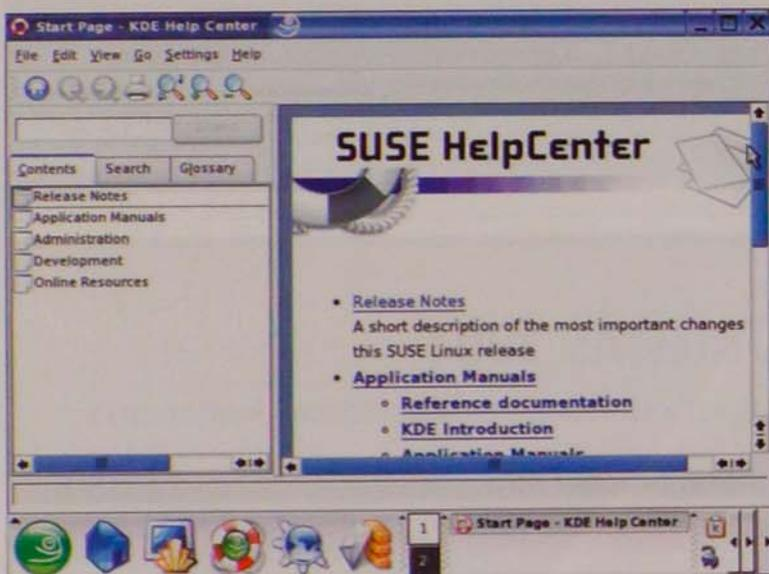 Start Page - KDE Help Center
File Edit View Go Settings Help
Contents Search Glossary
Release Notes
Application Manuals
Administration
Development
Online Resources
SUSE HelpCenter
• Release Notes
A short description of the most important changes
this SUSE Linux release
• Application Manuals
Reference documentation
KDE Introduction
Application Manuals
1
2
Start Page - KDE Help Center